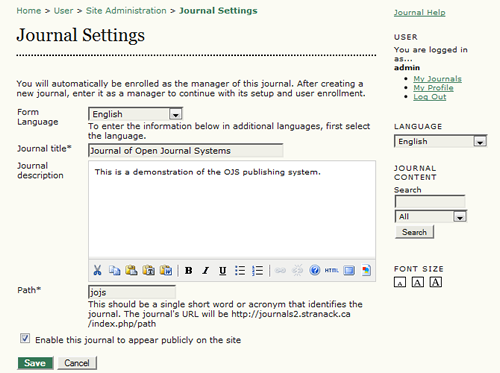 Home > User > Site Administration > Journal Settings
Journal Settings
You will automatically be enrolled as the manager of this journal. After creating a
new journal, enter it as a manager to continue with its setup and user enrollment.
Form Language
English
To enter the information below in additional languages, first select
the language.
Journal title*
Journal of Open Journal Systems
Journal description
This is a demonstration of the OJS publishing system.
B I U
HTML
Path*
jojs
This should be a single short word or acronym that identifies the
journal. The journal's URL will be http://journals2.stranack.ca
/index.php/path
Enable this journal to appear publicly on the site
Save
Cancel
Journal Help
USER
You are logged in
as...
admin
My Journals
My Profile
Log Out
LANGUAGE
English
JOURNAL
CONTENT
Search
All
Search
FONT SIZE
A A A